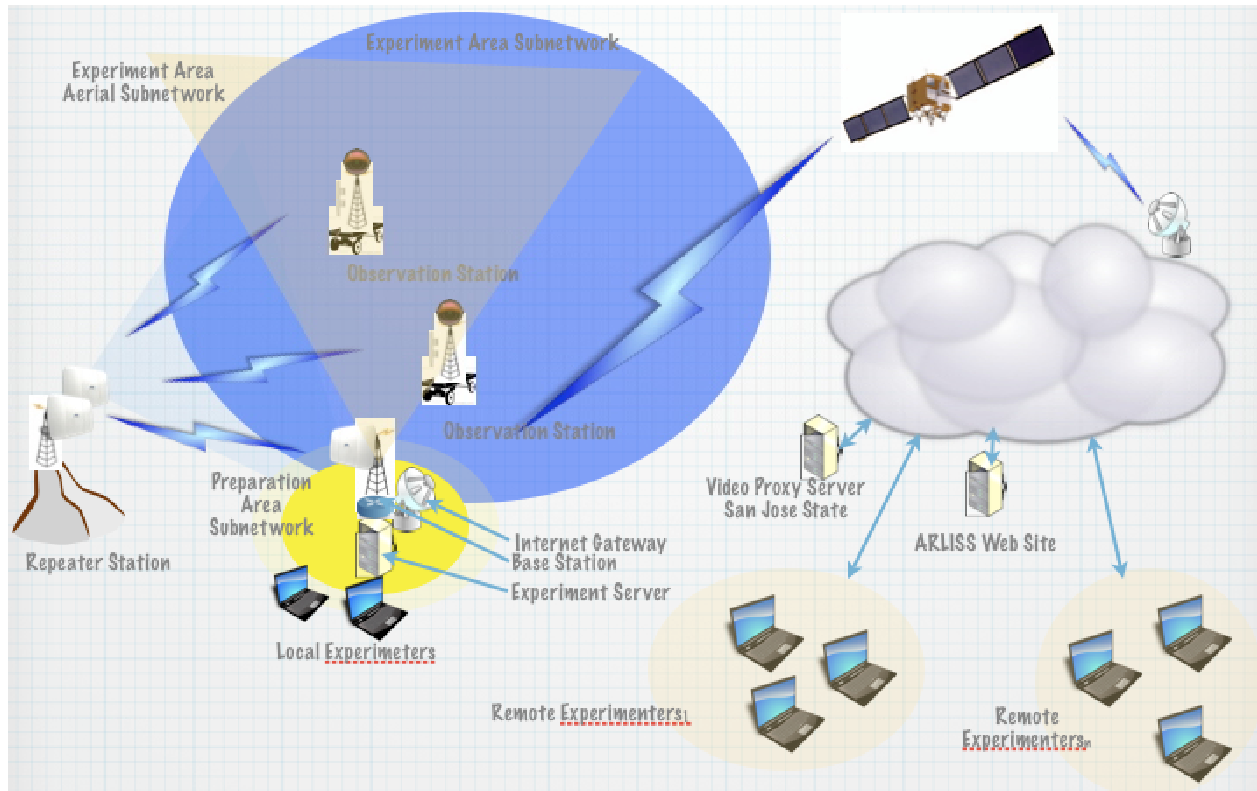 Experiment Area Subnetwork
Experiment Area
Aerial Subnetwork
Observation Station
Observation Station
Preparation
Area
Subnetwork
Repeater Station
Internet Gateway
Base Station
Experiment Server
Local Experimeters
Video Proxy Server
San Jose State
ARLISS Web Site
Remote Experimenters1
Remote
Experimentersn